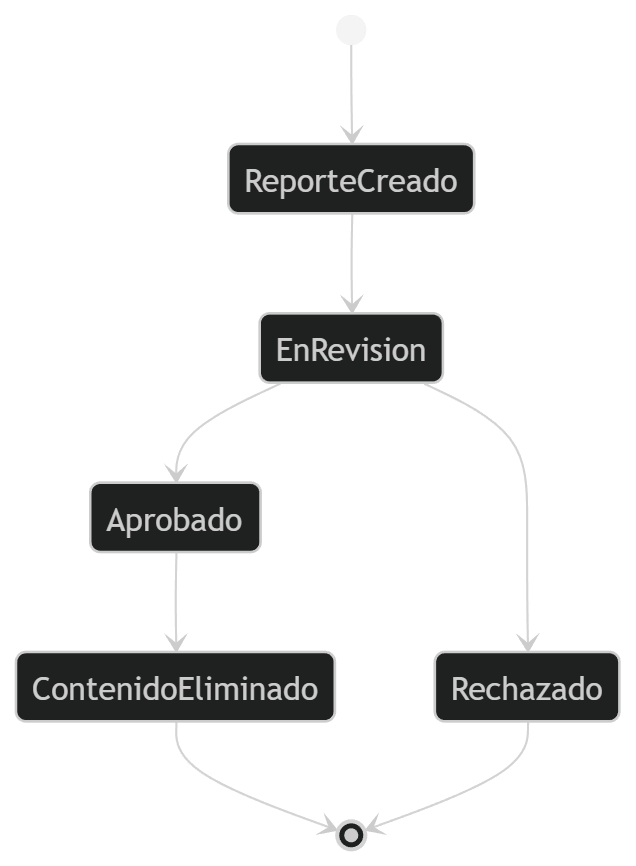 ReporteCreado
EnRevision
Aprobado
ContenidoEliminado
Rechazado